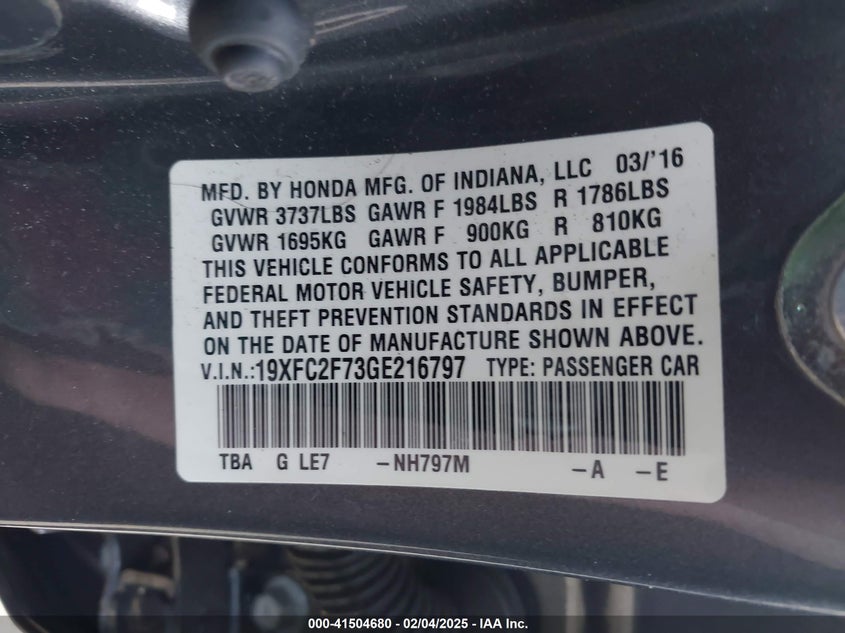 MFD. BY HONDA MFG. OF INDIANA, LLC 03/'16
GVWR 3737LBS GAWR F 1984LBS R 1786LBS
GVWR 1695KG GAWR F 900KG R 810KG
THIS VEHICLE CONFORMS TO ALL APPLICABLE
FEDERAL MOTOR VEHICLE SAFETY, BUMPER,
AND THEFT PREVENTION STANDARDS IN EFFECT
ON THE DATE OF MANUFACTURE SHOWN ABOVE.
V.I.N.:19XFC2F73GE216797 TYPE: PASSENGER CAR
TBA G LE7 –NH797M –A –E
000-41504680 – 02/04/2025 – IAA Inc.